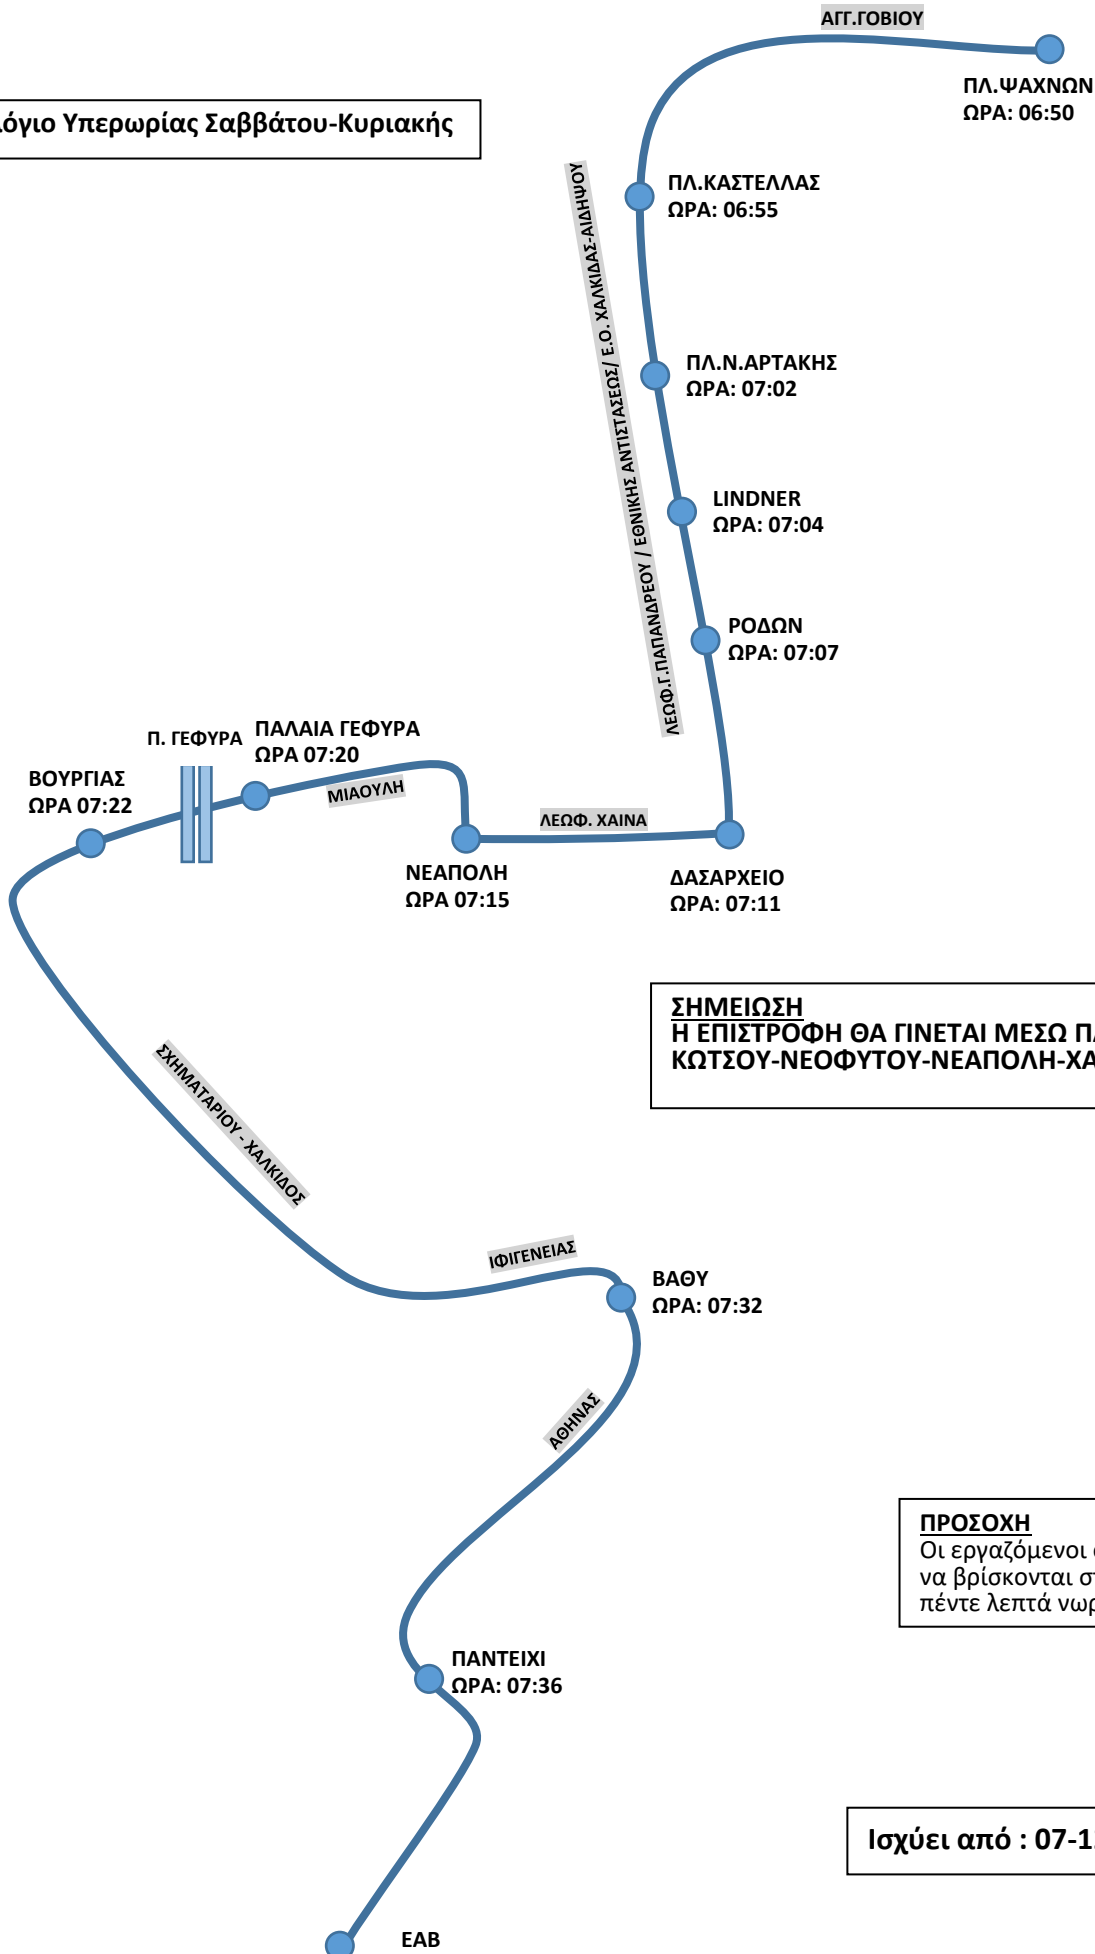 ΑΓΓ.ΓΟΒΙΟΥ
ΠΛ.ΨΑΧΝΩΝ
ΩΡΑ: 06:50
Υπερωρίας Σαββάτου-Κυριακής
ΠΛ.ΚΑΣΤΕΛΛΑΣ
ΩΡΑ: 06:55
ΛΕΩΦ.Γ.ΠΑΠΑΝΔΡΕΟΥ / ΕΘΝΙΚΗΣ ΑΝΤΙΣΤΑΣΕΩΣ/ Ε.Ο. ΧΑΛΚΙΔΑΣ-ΑΙΔΗΨΟΥ
ΠΛ.Ν.ΑΡΤΑΚΗΣ
ΩΡΑ: 07:02
LINDNER
ΩΡΑ: 07:04
ΡΟΔΩΝ
ΩΡΑ: 07:07
Π. ΓΕΦΥΡΑ
ΠΑΛΑΙΑ ΓΕΦΥΡΑ
ΩΡΑ 07:20
ΒΟΥΡΓΙΑΣ
ΩΡΑ 07:22
ΜΙΑΟΥΛΗ
ΛΕΩΦ. ΧΑΙΝΑ
ΝΕΑΠΟΛΗ
ΩΡΑ 07:15
ΔΑΣΑΡΧΕΙΟ
ΩΡΑ: 07:11
ΣΗΜΕΙΩΣΗ
Η ΕΠΙΣΤΡΟΦΗ ΘΑ ΓΙΝΕΤΑΙ ΜΕΣΩ
ΚΩΤΣΟΥ-ΝΕΟΦΥΤΟΥ-ΝΕΑΠΟΛΗ-ΧΑ
ΣΧΗΜΑΤΑΡΙΟΥ - ΧΑΛΚΙΔΟΣ
ΙΦΙΓΕΝΕΙΑΣ
ΒΑΘΥ
ΩΡΑ: 07:32
ΑΘΗΝΑΣ
ΠΡΟΣΟΧΗ
Οι εργαζόμενοι
να βρίσκονται
πέντε λεπτά
ΠΑΝΤΕΙΧΙ
ΩΡΑ: 07:36
Ισχύει από : 07-1
ΕΑΒ